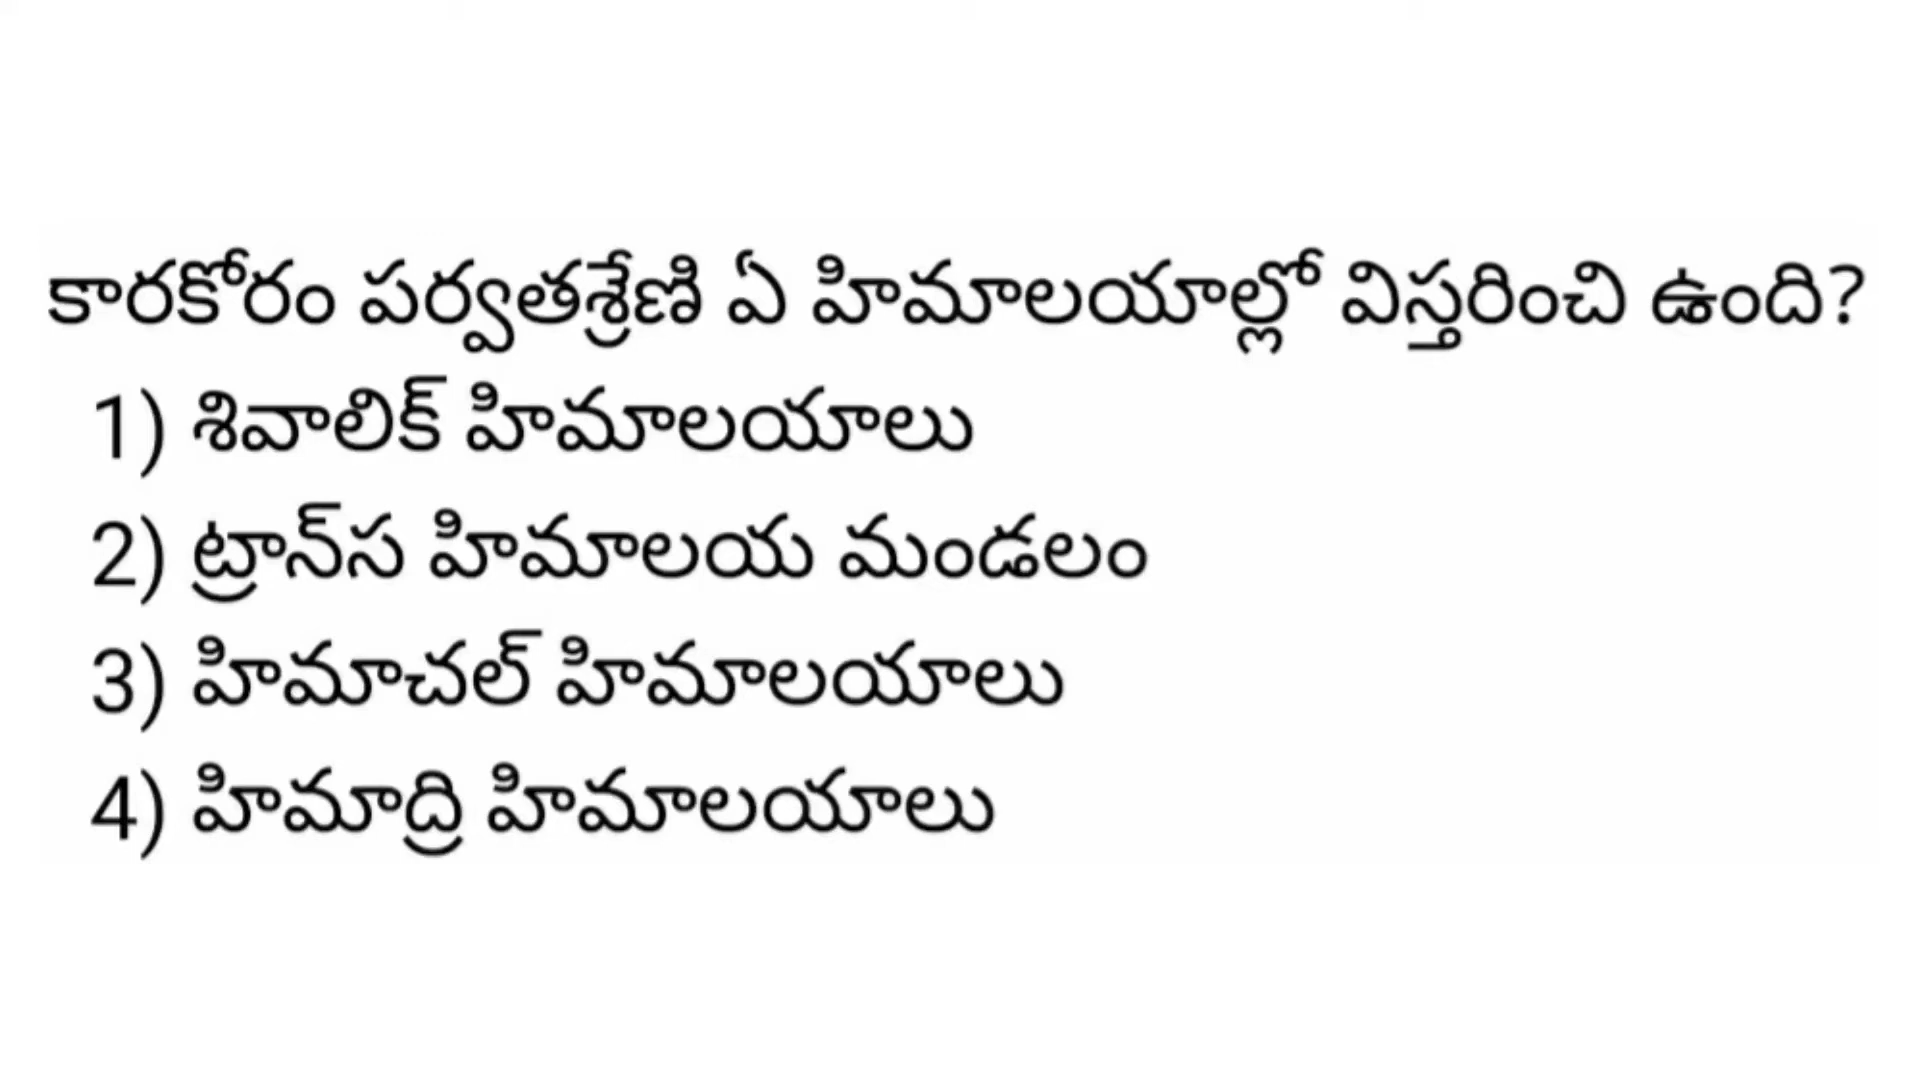 కారకోరం పర్వతశ్రేణి ఏ హిమాలయాల్లో విస్తరించి ఉంది?
1) శివాలిక్ హిమాలయాలు
2) ట్రాన్‌స హిమాలయ మండలం
3) హిమాచల్ హిమాలయాలు
4) హిమాద్రి హిమాలయాలు